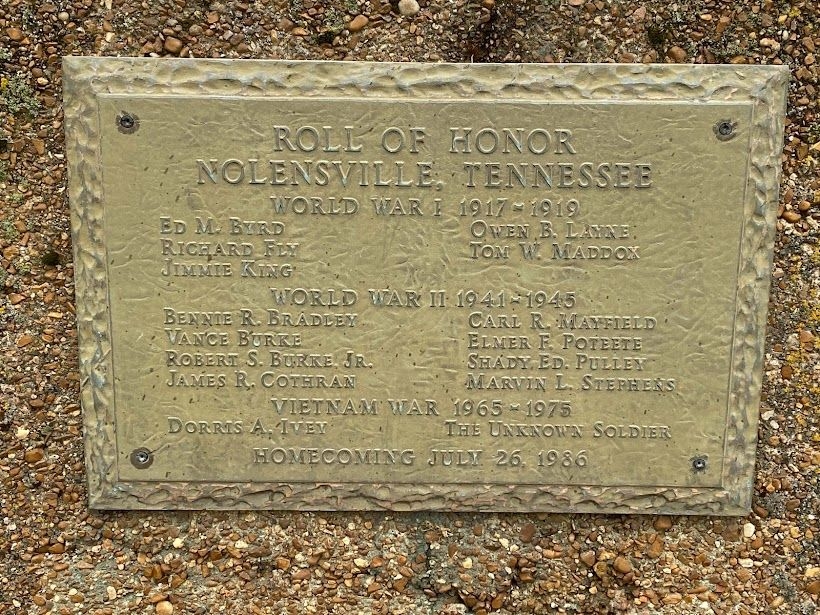 ROLL OF HONOR
NOLENSVILLE, TENNESSEE
WORLD WAR I 1917-1919
ED M. BYRD OWEN B. LAYNE
RICHARD FLY TOM W. MADDOX
JIMMIE KING
WORLD WAR II 1941-1945
BENNIE R. BRADLEY CARL R. MAYFIELD
VANCE BURKE ELMER F. POTEETE
ROBERT S. BURKE, JR. SHADY, ED. PULLEY
JAMES R. COTHRAN MARVIN L. STEPHENS
VIETNAM WAR 1965-1975
DORRIS A. IVEY THE UNKNOWN SOLDIER
HOMECOMING JULY 26, 1986